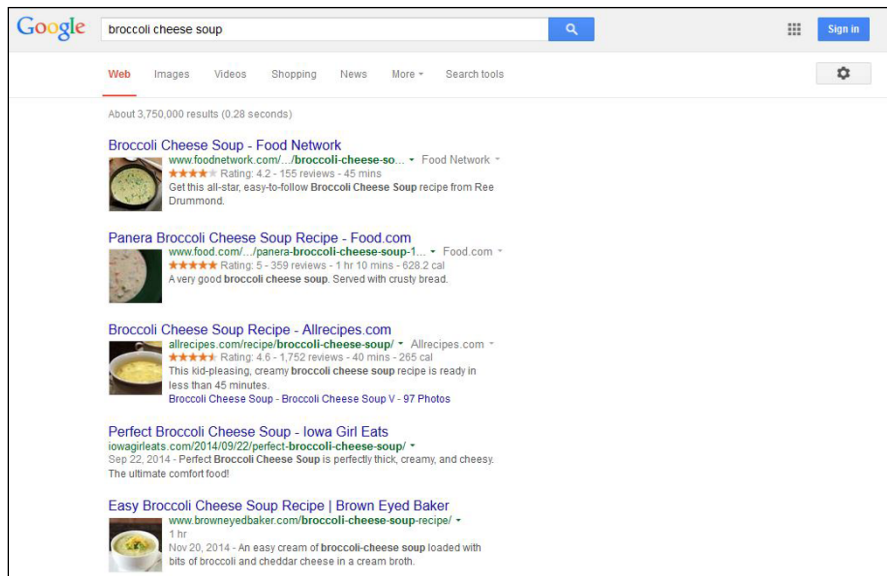 Google broccoli cheese soup Sign in
Web Images Videos Shopping News More Search tools
About 3,750,000 results (0.28 seconds)
Broccoli Cheese Soup - Food Network
www.foodnetwork.com/.../broccoli-cheese-so... Food Network
Rating: 4.2 - 155 reviews - 45 mins
Get this all-star, easy-to-follow Broccoli Cheese Soup recipe from Ree
Drummond.
Panera Broccoli Cheese Soup Recipe - Food.com
www.food.com/.../panera-broccoli-cheese-soup-1... Food.com
Rating: 5 - 359 reviews - 1 hr 10 mins - 628.2 cal
A very good broccoli cheese soup. Served with crusty bread.
Broccoli Cheese Soup Recipe - Allrecipes.com
allrecipes.com/recipe/broccoli-cheese-soup/ Allrecipes.com
Rating: 4.6 - 1,752 reviews - 40 mins - 265 cal
This kid-pleasing, creamy broccoli cheese soup recipe is ready in
less than 45 minutes.
Broccoli Cheese Soup - Broccoli Cheese Soup V - 97 Photos
Perfect Broccoli Cheese Soup - Iowa Girl Eats
iowagirleats.com/2014/09/22/perfect-broccoli-cheese-soup/
Sep 22, 2014 - Perfect Broccoli Cheese Soup is perfectly thick, creamy, and cheesy.
The ultimate comfort food!
Easy Broccoli Cheese Soup Recipe | Brown Eyed Baker
www.browneyedbaker.com/broccoli-cheese-soup-recipe/
1 hr
Nov 20, 2014 - An easy cream of broccoli-cheese soup loaded with
bits of broccoli and cheddar cheese in a cream broth.